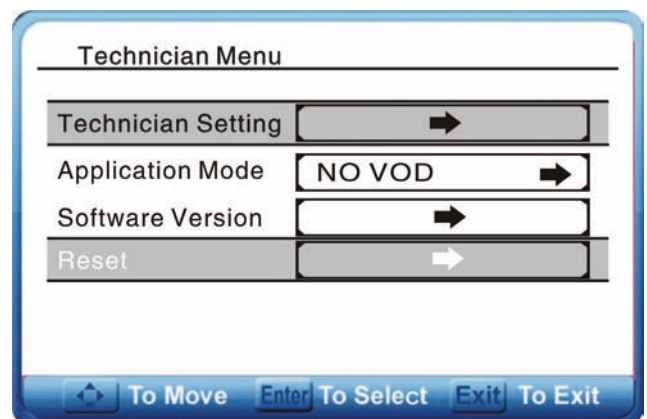 Technician Menu
Technician Setting
Application Mode NO VOD
Software Version
Reset
To Move Enter To Select Exit To Exit